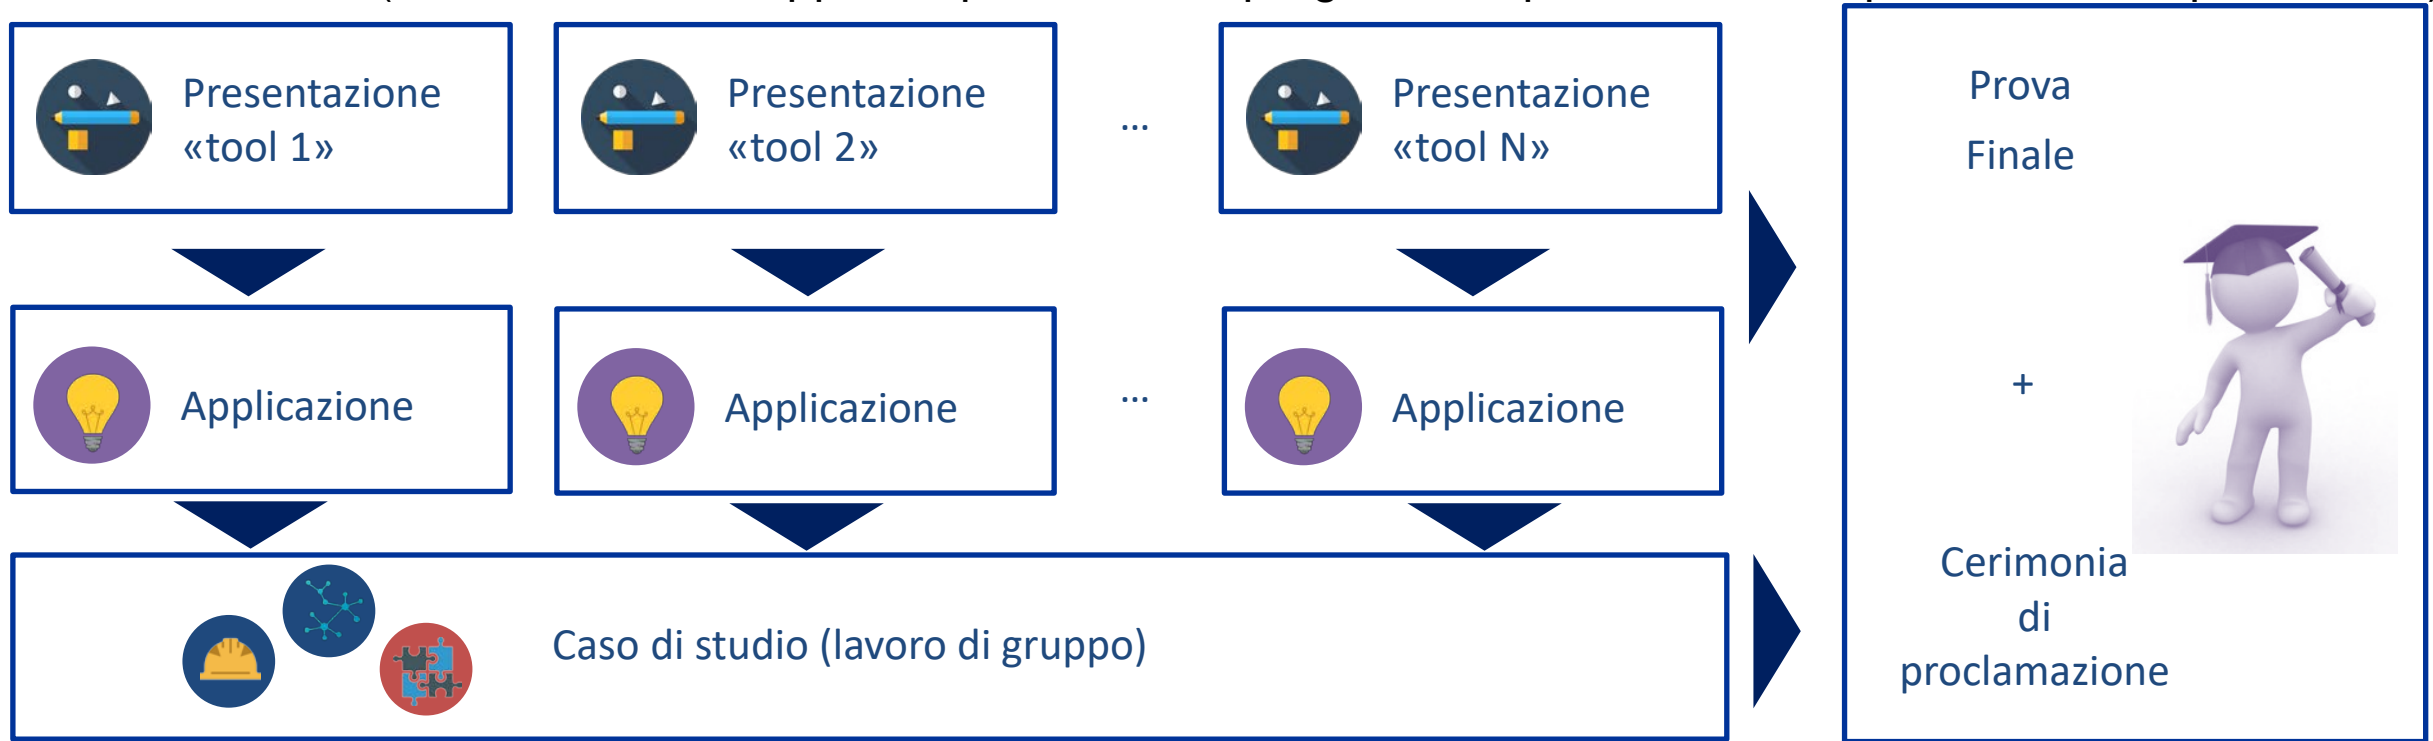 Presentazione
«tool 1»
Presentazione
«tool 2»
...
Presentazione
«tool N»
Applicazione
Applicazione
...
Applicazione
Caso di studio (lavoro di gruppo)
Prova
Finale
+
Cerimonia
di
proclamazione